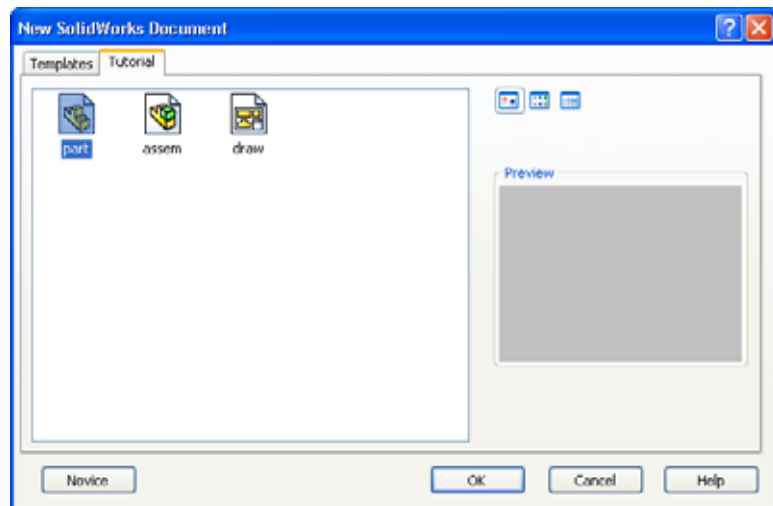 New SolidWorks Document
Templates Tutorial
part assem draw
Preview
Novice OK Cancel Help